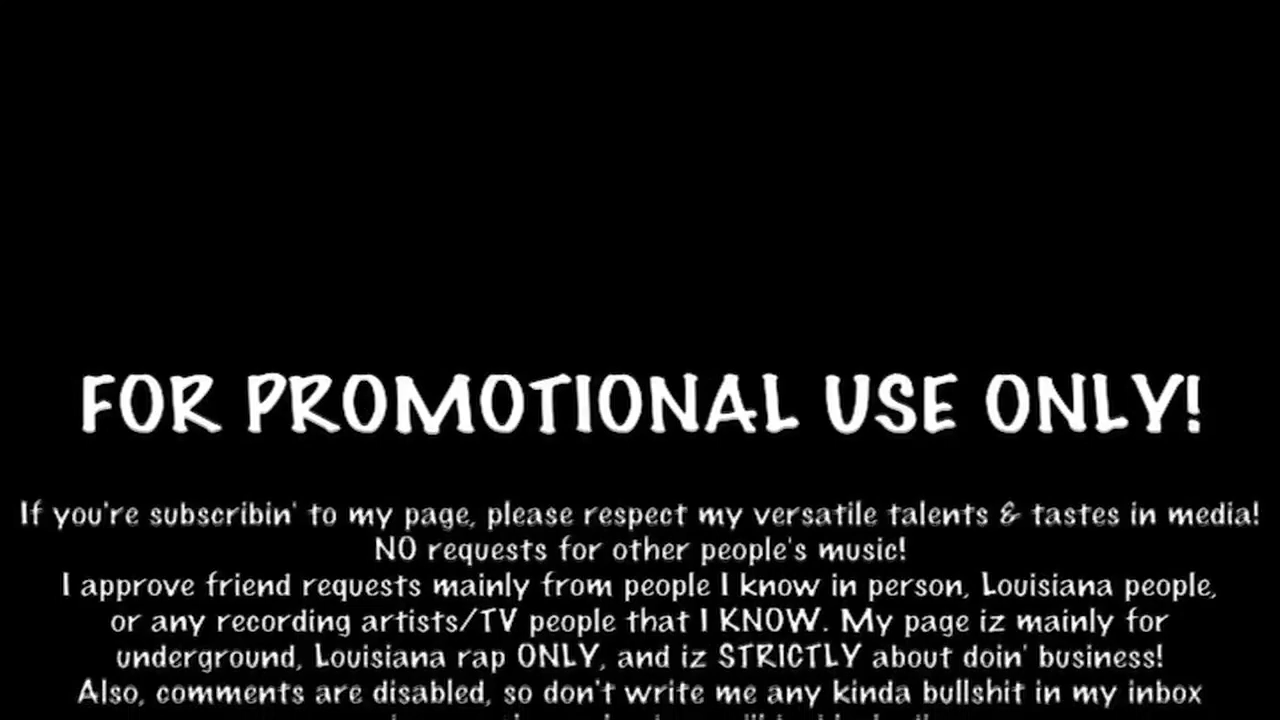 FOR PROMOTIONAL USE ONLY!
If you're subscribin' to my page, please respect my versatile talents & tastes in media!
NO requests for other people's music!
I approve friend requests mainly from people I know in person, Louisiana people,
or any recording artists/TV people that I KNOW. My page iz mainly for
underground, Louisiana rap ONLY, and iz STRICTLY about doin' business!
Also, comments are disabled, so don't write me any kinda bullshit in my inbox